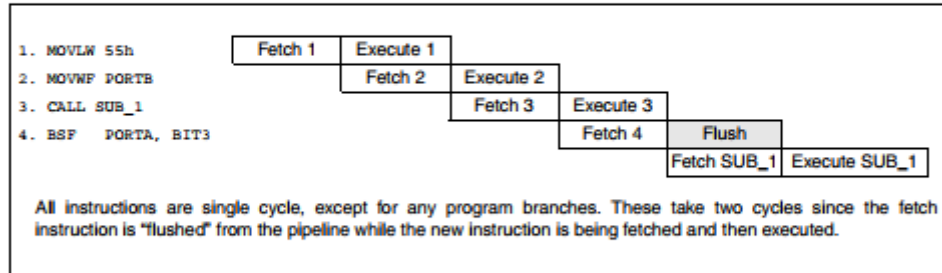 1. MOVLW 55h Fetch 1 Execute 1
2. MOVWF PORTB Fetch 2 Execute 2
3. CALL SUB_1 Fetch 3 Execute 3
4. BSF PORTA, BIT3 Fetch 4 Flush
Fetch SUB_1 Execute SUB_1
All instructions are single cycle, except for any program branches. These take two cycles since the fetch
instruction is “flushed” from the pipeline while the new instruction is being fetched and then executed.